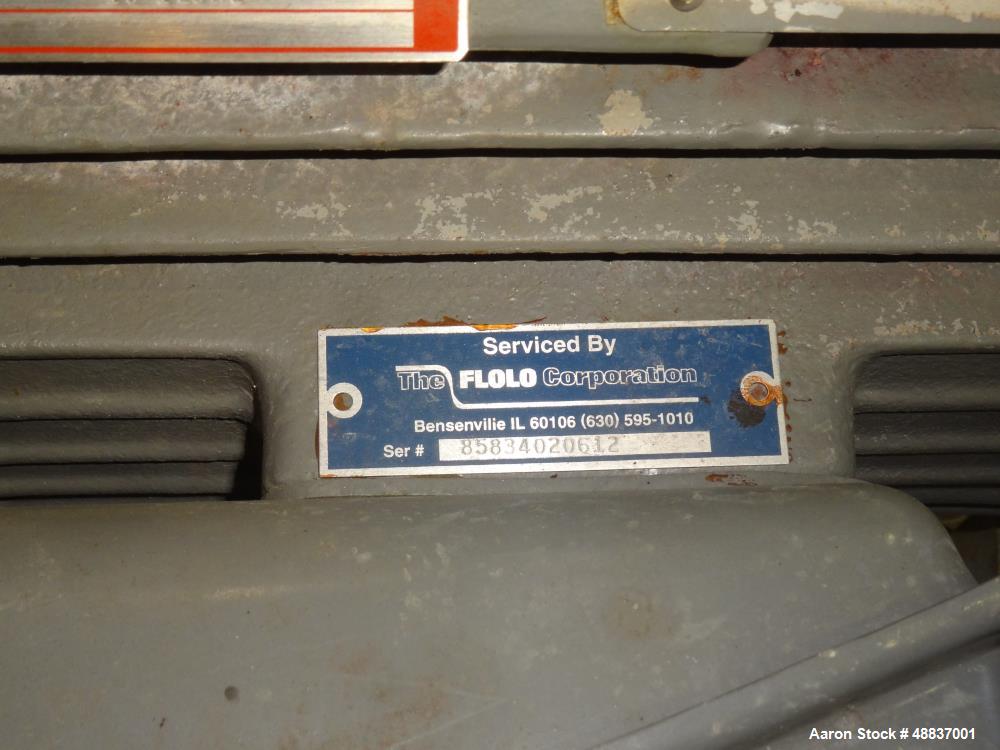 Serviced By
The FLOLO Corporation
Bensenville IL 60106 (630) 595-1010
Ser # 85834020612
Aaron Stock # 48837001